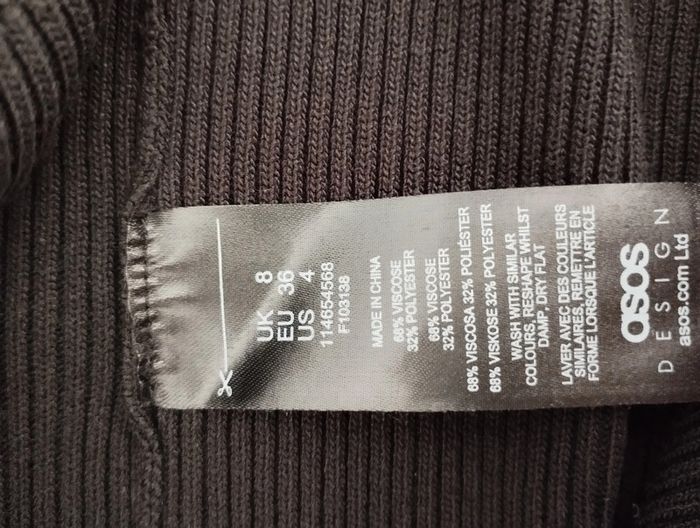 UK 8
EU 36
US 4
114654568
F103138
MADE IN CHINA
68% VISCOSE
32% POLYESTER
68% VISCOSE
32% POLYESTER
68% VISCOSA 32% POLIÉSTER
68% VISKOSE 32% POLYESTER
WASH WITH SIMILAR
COLOURS, RESHAPE WHILST
DAMP, DRY FLAT
LAVER AVEC DES COULEURS
SIMILAIRES, REMETTRE EN
FORME LORSQUE L'ARTICLE
asos
DESIGN
asos.com Ltd